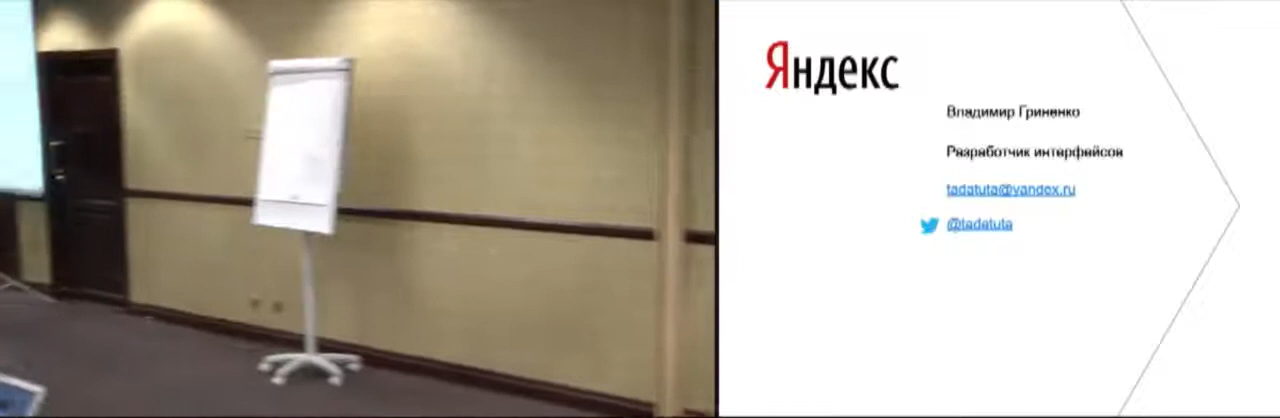 Яндекс
Владимир Гриненко
Разработчик интерфейсов
tadatuta@yandex.ru
@tadatuta